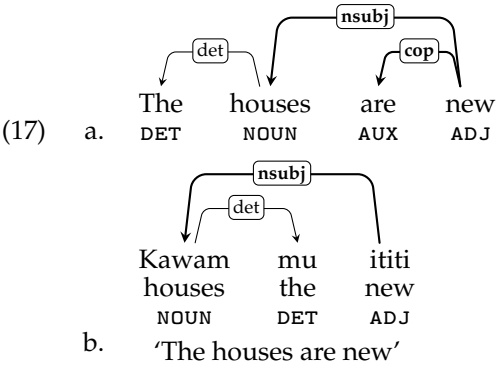 nsubj
det cop
The houses are new
(17) a. DET NOUN AUX ADJ
nsubj
det
Kawam mu ititi
houses the new
NOUN DET ADJ
b. ‘The houses are new’